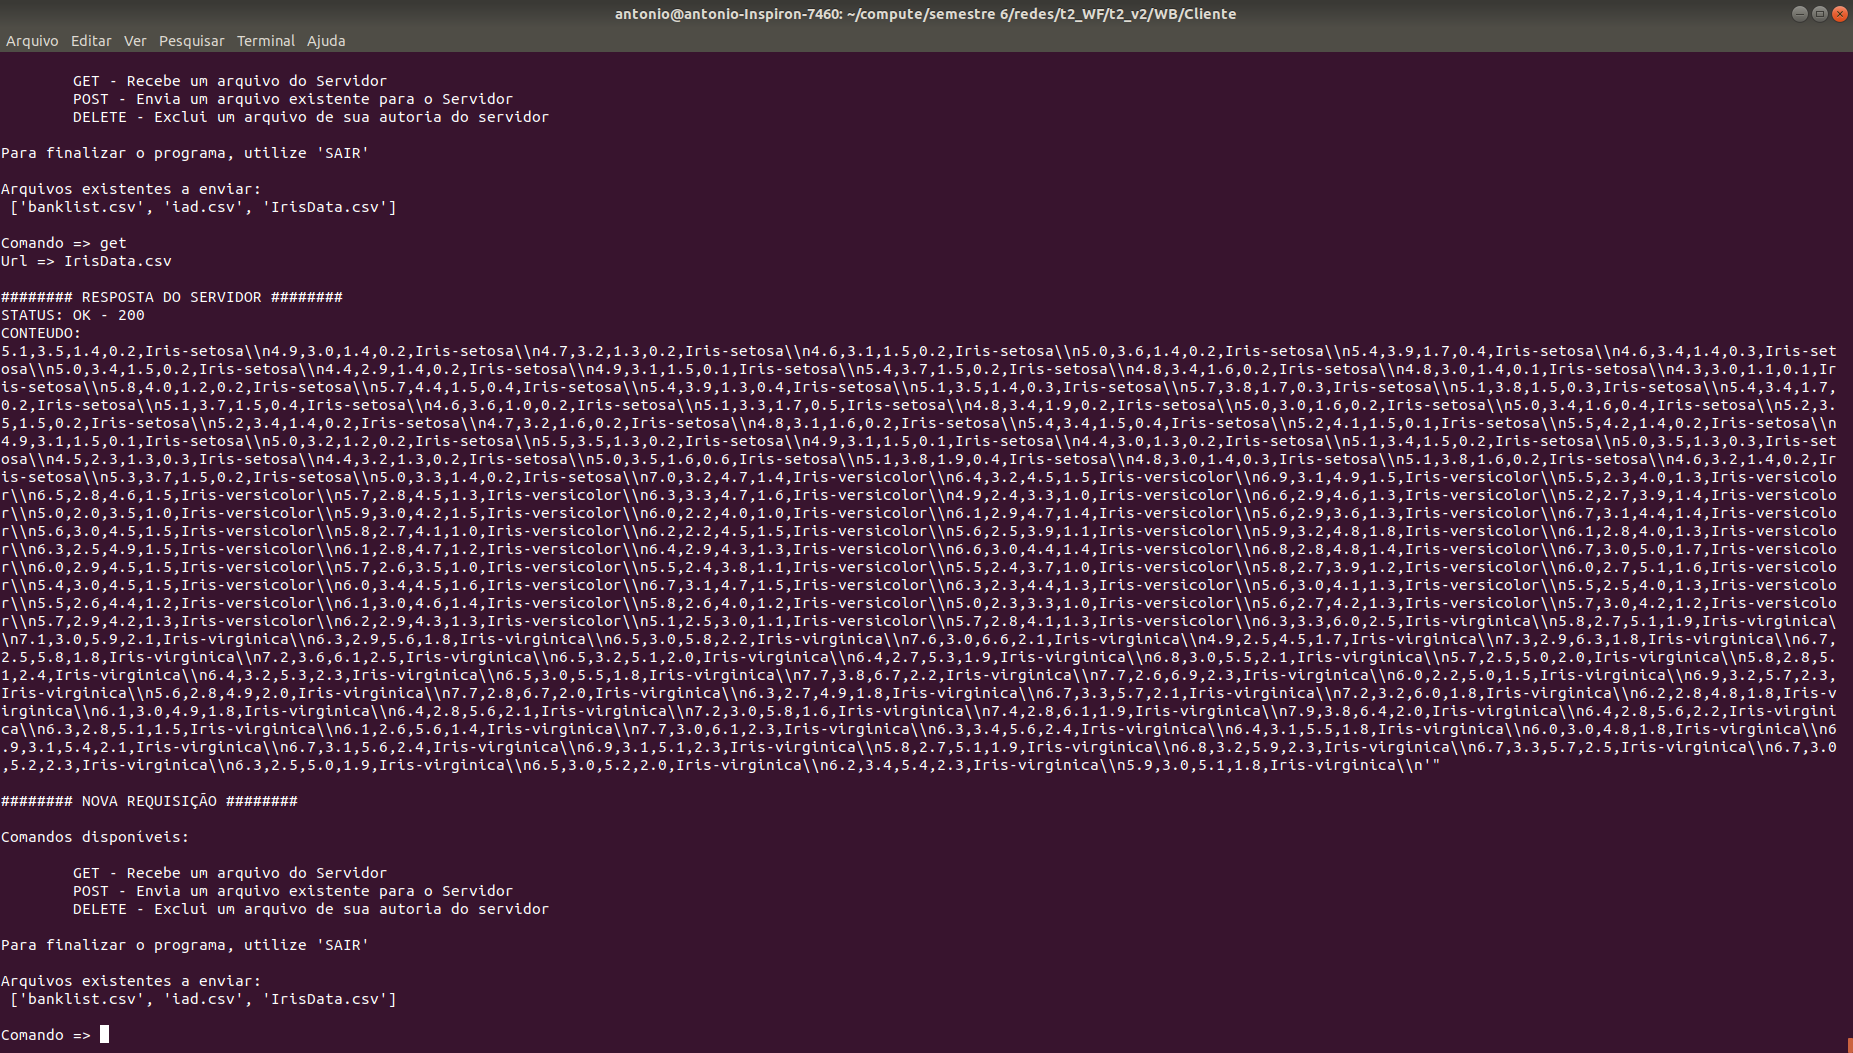 antonio@antonio-Inspiron-7460: ~/compute/semestre 6/redes/t2_WF/t2_v2/WB/Cliente
Arquivo Editar Ver Pesquisar Terminal Ajuda
GET - Recebe um arquivo do Servidor
POST - Envia um arquivo existente para o Servidor
DELETE - Exclui um arquivo de sua autoria do servidor
Para finalizar o programa, utilize 'SAIR'
Arquivos existentes a enviar:
['banklist.csv', 'iad.csv', 'IrisData.csv']
Comando => get
Url => IrisData.csv
######## RESPOSTA DO SERVIDOR ########
STATUS: OK - 200
CONTEUDO:
5.1,3.5,1.4,0.2,Iris-setosa\\n4.9,3.0,1.4,0.2,Iris-setosa\\n4.7,3.2,1.3,0.2,Iris-setosa\\n4.6,3.1,1.5,0.2,Iris-setosa\\n5.0,3.6,1.4,0.2,Iris-setosa\\n5.4,3.9,1.7,0.4,Iris-setosa\\n4.6,3.4,1.4,0.3,Iris-set
osa\\n5.0,3.4,1.5,0.2,Iris-setosa\\n4.4,2.9,1.4,0.2,Iris-setosa\\n4.9,3.1,1.5,0.1,Iris-setosa\\n5.4,3.7,1.5,0.2,Iris-setosa\\n4.8,3.4,1.6,0.2,Iris-setosa\\n4.8,3.0,1.4,0.1,Iris-setosa\\n4.3,3.0,1.1,0.1,Ir
is-setosa\\n5.8,4.0,1.2,0.2,Iris-setosa\\n5.7,4.4,1.5,0.4,Iris-setosa\\n5.4,3.9,1.3,0.4,Iris-setosa\\n5.1,3.5,1.4,0.3,Iris-setosa\\n5.7,3.8,1.7,0.3,Iris-setosa\\n5.1,3.8,1.5,0.3,Iris-setosa\\n5.4,3.4,1.7,
0.2,Iris-setosa\\n5.1,3.7,1.5,0.4,Iris-setosa\\n4.6,3.6,1.0,0.2,Iris-setosa\\n5.1,3.3,1.7,0.5,Iris-setosa\\n4.8,3.4,1.9,0.2,Iris-setosa\\n5.0,3.0,1.6,0.2,Iris-setosa\\n5.0,3.4,1.6,0.4,Iris-setosa\\n5.2,3.
5,1.5,0.2,Iris-setosa\\n5.2,3.4,1.4,0.2,Iris-setosa\\n4.7,3.2,1.6,0.2,Iris-setosa\\n4.8,3.1,1.6,0.2,Iris-setosa\\n5.4,3.4,1.5,0.4,Iris-setosa\\n5.2,4.1,1.5,0.1,Iris-setosa\\n5.5,4.2,1.4,0.2,Iris-setosa\\n
4.9,3.1,1.5,0.1,Iris-setosa\\n5.0,3.2,1.2,0.2,Iris-setosa\\n5.5,3.5,1.3,0.2,Iris-setosa\\n4.9,3.1,1.5,0.1,Iris-setosa\\n4.4,3.0,1.3,0.2,Iris-setosa\\n5.1,3.4,1.5,0.2,Iris-setosa\\n5.0,3.5,1.3,0.3,Iris-set
osa\\n4.5,2.3,1.3,0.3,Iris-setosa\\n4.4,3.2,1.3,0.2,Iris-setosa\\n5.0,3.5,1.6,0.6,Iris-setosa\\n5.1,3.8,1.9,0.4,Iris-setosa\\n4.8,3.0,1.4,0.3,Iris-setosa\\n5.1,3.8,1.6,0.2,Iris-setosa\\n4.6,3.2,1.4,0.2,Ir
is-setosa\\n5.3,3.7,1.5,0.2,Iris-setosa\\n5.0,3.3,1.4,0.2,Iris-setosa\\n7.0,3.2,4.7,1.4,Iris-versicolor\\n6.4,3.2,4.5,1.5,Iris-versicolor\\n6.9,3.1,4.9,1.5,Iris-versicolor\\n5.5,2.3,4.0,1.3,Iris-versicolo
r\\n6.5,2.8,4.6,1.5,Iris-versicolor\\n5.7,2.8,4.5,1.3,Iris-versicolor\\n6.3,3.3,4.7,1.6,Iris-versicolor\\n4.9,2.4,3.3,1.0,Iris-versicolor\\n6.6,2.9,4.6,1.3,Iris-versicolor\\n5.2,2.7,3.9,1.4,Iris-versicolo
r\\n5.0,2.0,3.5,1.0,Iris-versicolor\\n5.9,3.0,4.2,1.5,Iris-versicolor\\n6.0,2.2,4.0,1.0,Iris-versicolor\\n6.1,2.9,4.7,1.4,Iris-versicolor\\n5.6,2.9,3.6,1.3,Iris-versicolor\\n6.7,3.1,4.4,1.4,Iris-versicolo
r\\n5.6,3.0,4.5,1.5,Iris-versicolor\\n5.8,2.7,4.1,1.0,Iris-versicolor\\n6.2,2.2,4.5,1.5,Iris-versicolor\\n5.6,2.5,3.9,1.1,Iris-versicolor\\n5.9,3.2,4.8,1.8,Iris-versicolor\\n6.1,2.8,4.0,1.3,Iris-versicolo
r\\n6.3,2.5,4.9,1.5,Iris-versicolor\\n6.1,2.8,4.7,1.2,Iris-versicolor\\n6.4,2.9,4.3,1.3,Iris-versicolor\\n6.6,3.0,4.4,1.4,Iris-versicolor\\n6.8,2.8,4.8,1.4,Iris-versicolor\\n6.7,3.0,5.0,1.7,Iris-versicolo
r\\n6.0,2.9,4.5,1.5,Iris-versicolor\\n5.7,2.6,3.5,1.0,Iris-versicolor\\n5.5,2.4,3.8,1.1,Iris-versicolor\\n5.5,2.4,3.7,1.0,Iris-versicolor\\n5.8,2.7,3.9,1.2,Iris-versicolor\\n6.0,2.7,5.1,1.6,Iris-versicolo
r\\n5.4,3.0,4.5,1.5,Iris-versicolor\\n6.0,3.4,4.5,1.6,Iris-versicolor\\n6.7,3.1,4.7,1.5,Iris-versicolor\\n6.3,2.3,4.4,1.3,Iris-versicolor\\n5.6,3.0,4.1,1.3,Iris-versicolor\\n5.5,2.5,4.0,1.3,Iris-versicolo
r\\n5.5,2.6,4.4,1.2,Iris-versicolor\\n6.1,3.0,4.6,1.4,Iris-versicolor\\n5.8,2.6,4.0,1.2,Iris-versicolor\\n5.0,2.3,3.3,1.0,Iris-versicolor\\n5.6,2.7,4.2,1.3,Iris-versicolor\\n5.7,3.0,4.2,1.2,Iris-versicolo
r\\n5.7,2.9,4.2,1.3,Iris-versicolor\\n6.2,2.9,4.3,1.3,Iris-versicolor\\n5.1,2.5,3.0,1.1,Iris-versicolor\\n5.7,2.8,4.1,1.3,Iris-versicolor\\n6.3,3.3,6.0,2.5,Iris-virginica\\n5.8,2.7,5.1,1.9,Iris-virginica\
\n7.1,3.0,5.9,2.1,Iris-virginica\\n6.3,2.9,5.6,1.8,Iris-virginica\\n6.5,3.0,5.8,2.2,Iris-virginica\\n7.6,3.0,6.6,2.1,Iris-virginica\\n4.9,2.5,4.5,1.7,Iris-virginica\\n7.3,2.9,6.3,1.8,Iris-virginica\\n6.7,
2.5,5.8,1.8,Iris-virginica\\n7.2,3.6,6.1,2.5,Iris-virginica\\n6.5,3.2,5.1,2.0,Iris-virginica\\n6.4,2.7,5.3,1.9,Iris-virginica\\n6.8,3.0,5.5,2.1,Iris-virginica\\n5.7,2.5,5.0,2.0,Iris-virginica\\n5.8,2.8,5.
1,2.4,Iris-virginica\\n6.4,3.2,5.3,2.3,Iris-virginica\\n6.5,3.0,5.5,1.8,Iris-virginica\\n7.7,3.8,6.7,2.2,Iris-virginica\\n7.7,2.6,6.9,2.3,Iris-virginica\\n6.0,2.2,5.0,1.5,Iris-virginica\\n6.9,3.2,5.7,2.3,
Iris-virginica\\n5.6,2.8,4.9,2.0,Iris-virginica\\n7.7,2.8,6.7,2.0,Iris-virginica\\n6.3,2.7,4.9,1.8,Iris-virginica\\n6.7,3.3,5.7,2.1,Iris-virginica\\n7.2,3.2,6.0,1.8,Iris-virginica\\n6.2,2.8,4.8,1.8,Iris-v
irginica\\n6.1,3.0,4.9,1.8,Iris-virginica\\n6.4,2.8,5.6,2.1,Iris-virginica\\n7.2,3.0,5.8,1.6,Iris-virginica\\n7.4,2.8,6.1,1.9,Iris-virginica\\n7.9,3.8,6.4,2.0,Iris-virginica\\n6.4,2.8,5.6,2.2,Iris-virgini
ca\\n6.3,2.8,5.1,1.5,Iris-virginica\\n6.1,2.6,5.6,1.4,Iris-virginica\\n7.7,3.0,6.1,2.3,Iris-virginica\\n6.3,3.4,5.6,2.4,Iris-virginica\\n6.4,3.1,5.5,1.8,Iris-virginica\\n6.0,3.0,4.8,1.8,Iris-virginica\\n6
.9,3.1,5.4,2.1,Iris-virginica\\n6.7,3.1,5.6,2.4,Iris-virginica\\n6.9,3.1,5.1,2.3,Iris-virginica\\n5.8,2.7,5.1,1.9,Iris-virginica\\n6.8,3.2,5.9,2.3,Iris-virginica\\n6.7,3.3,5.7,2.5,Iris-virginica\\n6.7,3.0
,5.2,2.3,Iris-virginica\\n6.3,2.5,5.0,1.9,Iris-virginica\\n6.5,3.0,5.2,2.0,Iris-virginica\\n6.2,3.4,5.4,2.3,Iris-virginica\\n5.9,3.0,5.1,1.8,Iris-virginica\\n'"
######## NOVA REQUISIÇÃO ########
Comandos disponíveis:
GET - Recebe um arquivo do Servidor
POST - Envia um arquivo existente para o Servidor
DELETE - Exclui um arquivo de sua autoria do servidor
Para finalizar o programa, utilize 'SAIR'
Arquivos existentes a enviar:
['banklist.csv', 'iad.csv', 'IrisData.csv']
Comando =>